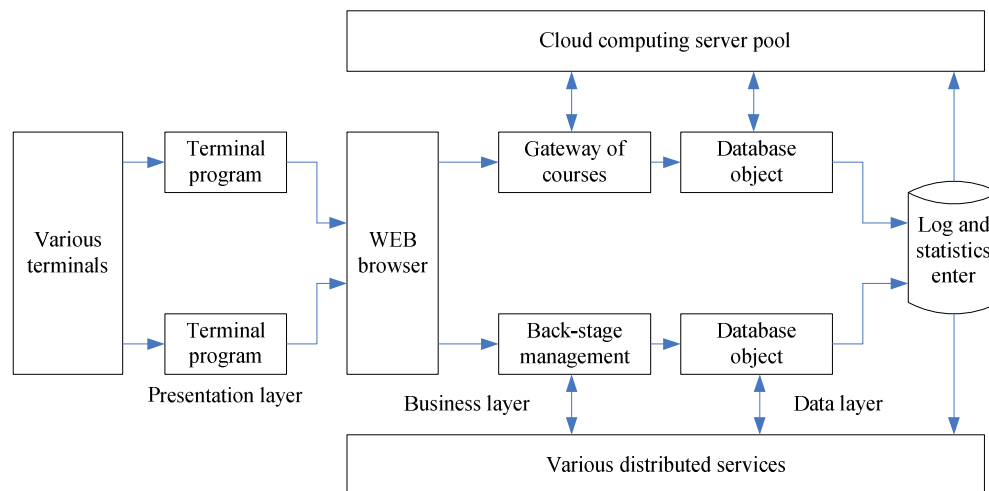 Cloud computing server pool
Terminal
program
Gateway of
courses
Database
object
Various
terminals
WEB
browser
Log and
statistics
enter
Terminal
program
Back-stage
management
Database
object
Presentation layer
Business layer
Data layer
Various distributed services